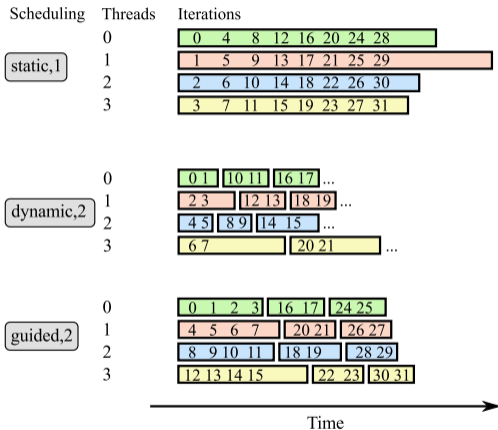 Scheduling Threads Iterations
0 0 4 8 12 16 20 24 28
static,1
1 1 5 9 13 17 21 25 29
2 2 6 10 14 18 22 26 30
3 3 7 11 15 19 23 27 31
0 0 1 10 11 16 17 ...
1 2 3 12 13 18 19 ...
dynamic,2
2 4 5 8 9 14 15 ...
3 6 7 20 21 ...
0 0 1 2 3 16 17 24 25
1 4 5 6 7 20 21 26 27
guided,2
2 8 9 10 11 18 19 28 29
3 12 13 14 15 22 23 30 31
Time